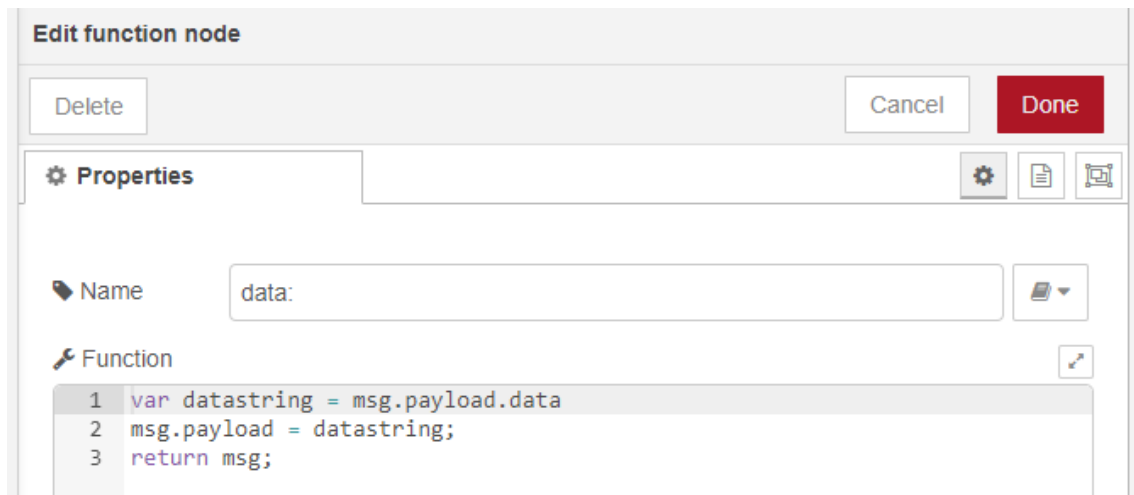 Edit function node
Delete Cancel Done
Properties
Name data:
Function
1 var datastring = msg.payload.data
2 msg.payload = datastring;
3 return msg;